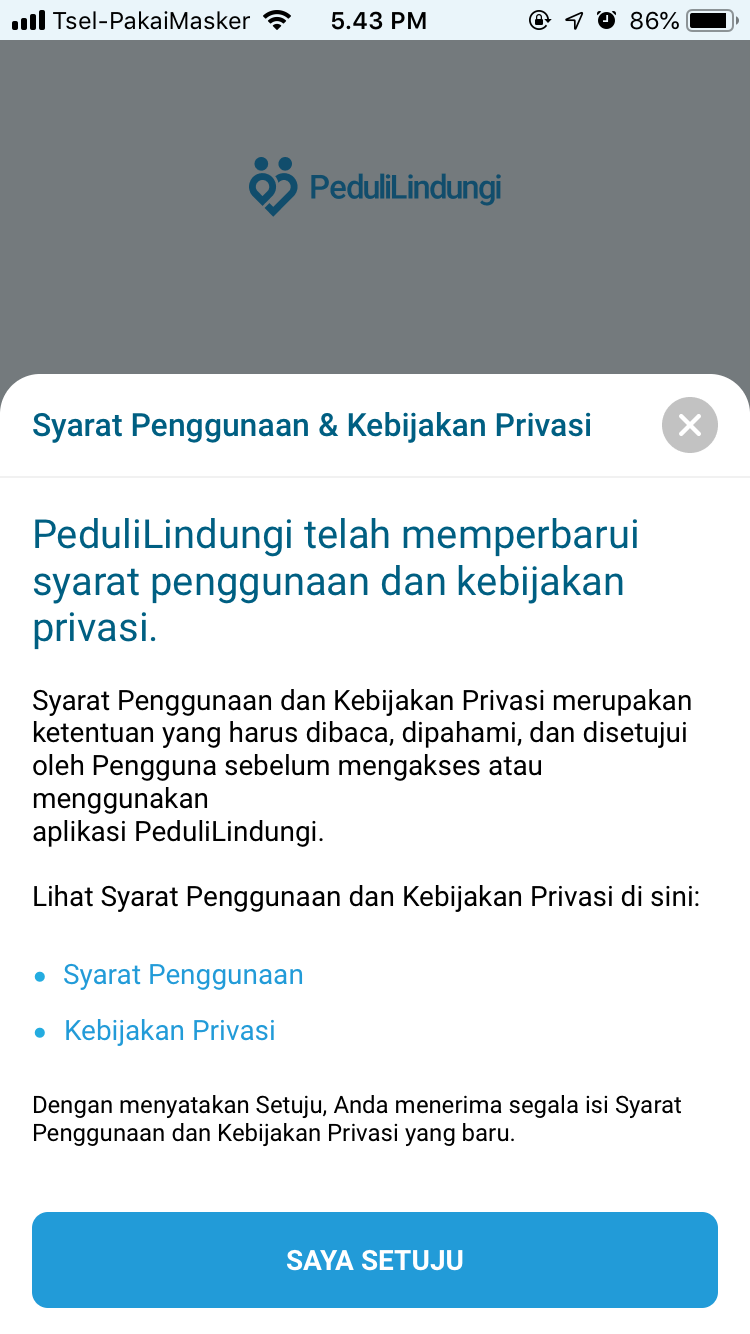 Tsel-PakaiMasker 5.43 PM 86%
PeduliLindungi
Syarat Penggunaan & Kebijakan Privasi
PeduliLindungi telah memperbarui
syarat penggunaan dan kebijakan
privasi.
Syarat Penggunaan dan Kebijakan Privasi merupakan
ketentuan yang harus dibaca, dipahami, dan disetujui
oleh Pengguna sebelum mengakses atau
menggunakan
aplikasi PeduliLindungi.
Lihat Syarat Penggunaan dan Kebijakan Privasi di sini:
• Syarat Penggunaan
• Kebijakan Privasi
Dengan menyatakan Setuju, Anda menerima segala isi Syarat
Penggunaan dan Kebijakan Privasi yang baru.
SAYA SETUJU